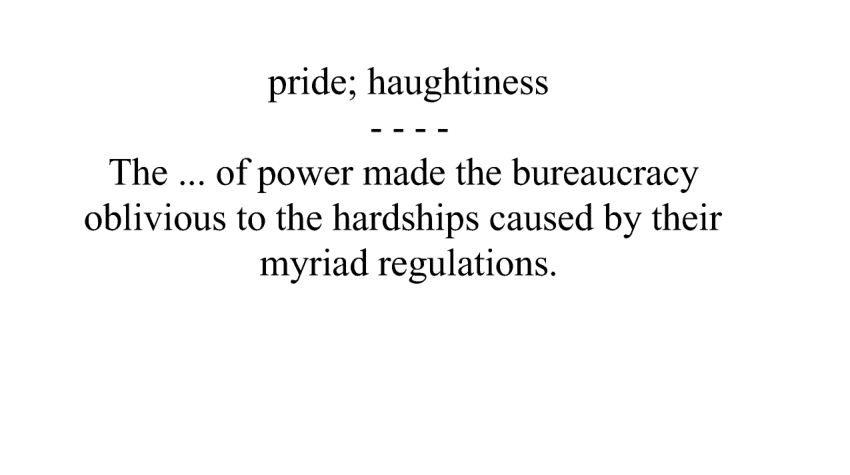 pride; haughtiness
- - - -
The ... of power made the bureaucracy
oblivious to the hardships caused by their
myriad regulations.